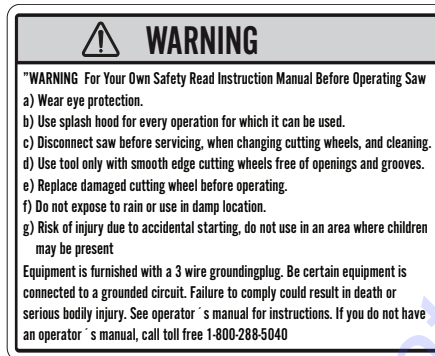 WARNING
"WARNING For Your Own Safety Read Instruction Manual Before Operating Saw
a) Wear eye protection.
b) Use splash hood for every operation for which it can be used.
c) Disconnect saw before servicing, when changing cutting wheels, and cleaning.
d) Use tool only with smooth edge cutting wheels free of openings and grooves.
e) Replace damaged cutting wheel before operating.
f) Do not expose to rain or use in damp location.
g) Risk of injury due to accidental starting, do not use in an area where children
may be present
Equipment is furnished with a 3 wire groundingplug. Be certain equipment is
connected to a grounded circuit. Failure to comply could result in death or
serious bodily injury. See operator´s manual for instructions. If you do not have
an operator´s manual, call toll free 1-800-288-5040